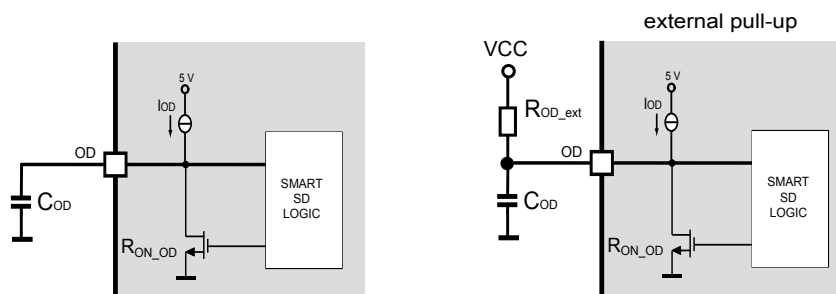 5 V
IOD
OD
COD
RON_OD
SMART
SD
LOGIC
external pull-up
VCC
ROD_ext
5 V
IOD
OD
COD
RON_OD
SMART
SD
LOGIC